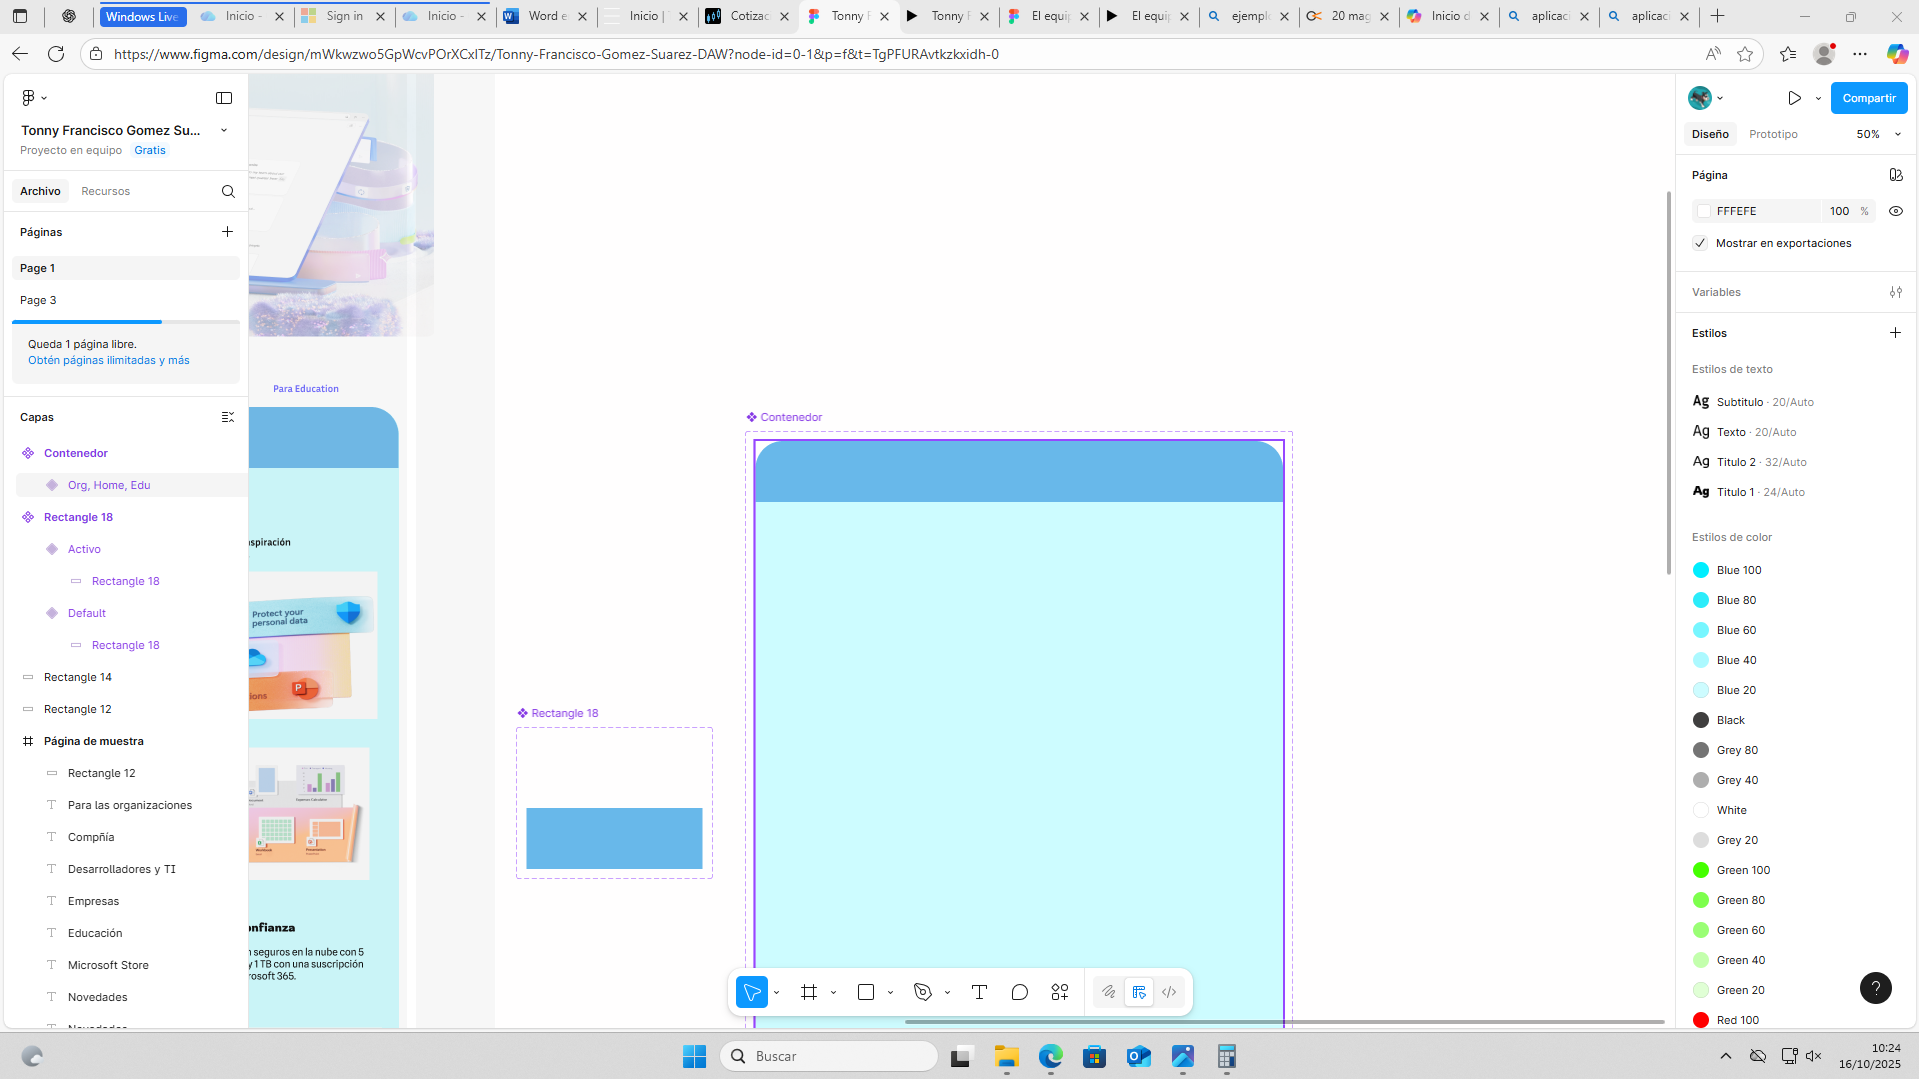 Windows Live
Inicio -
Sign in
Inicio -
Word e
Inicio |
Cotizac
Tonny F
Tonny F
El equip
El equip
ejemplo
20 mag
Inicio d
aplicaci
aplicaci
https://www.figma.com/design/mWkwzwo5GpWcvPOrXCxITz/Tonny-Francisco-Gomez-Suarez-DAW?node-id=0-1&p=f&t=TgPFURAvtkzkxidh-0
Tonny Francisco Gomez Su...
Proyecto en equipo Gratis
Archivo Recursos
Páginas
Page 1
Page 3
Queda 1 página libre.
Obtén páginas ilimitadas y más
Capas
Contenedor
Org, Home, Edu
Rectangle 18
Activo
Rectangle 18
Default
Rectangle 18
Rectangle 14
Rectangle 12
Página de muestra
Rectangle 12
Para las organizaciones
Compñía
Desarrolladores y TI
Empresas
Educación
Microsoft Store
Novedades
Novedades
Para Education
spiración
Protect your
personal data
ions
onfianza
n seguros en la nube con 5
y 1 TB con una suscripción
rosoft 365.
Contenedor
Rectangle 18
Compartir
Diseño Prototipo 50%
Página
FFFEFE 100 %
Mostrar en exportaciones
Variables
Estilos
Estilos de texto
Ag Subtitulo · 20/Auto
Ag Texto · 20/Auto
Ag Titulo 2 · 32/Auto
Ag Titulo 1 · 24/Auto
Estilos de color
Blue 100
Blue 80
Blue 60
Blue 40
Blue 20
Black
Grey 80
Grey 40
White
Grey 20
Green 100
Green 80
Green 60
Green 40
Green 20
Red 100
?
Buscar
10:24
16/10/2025